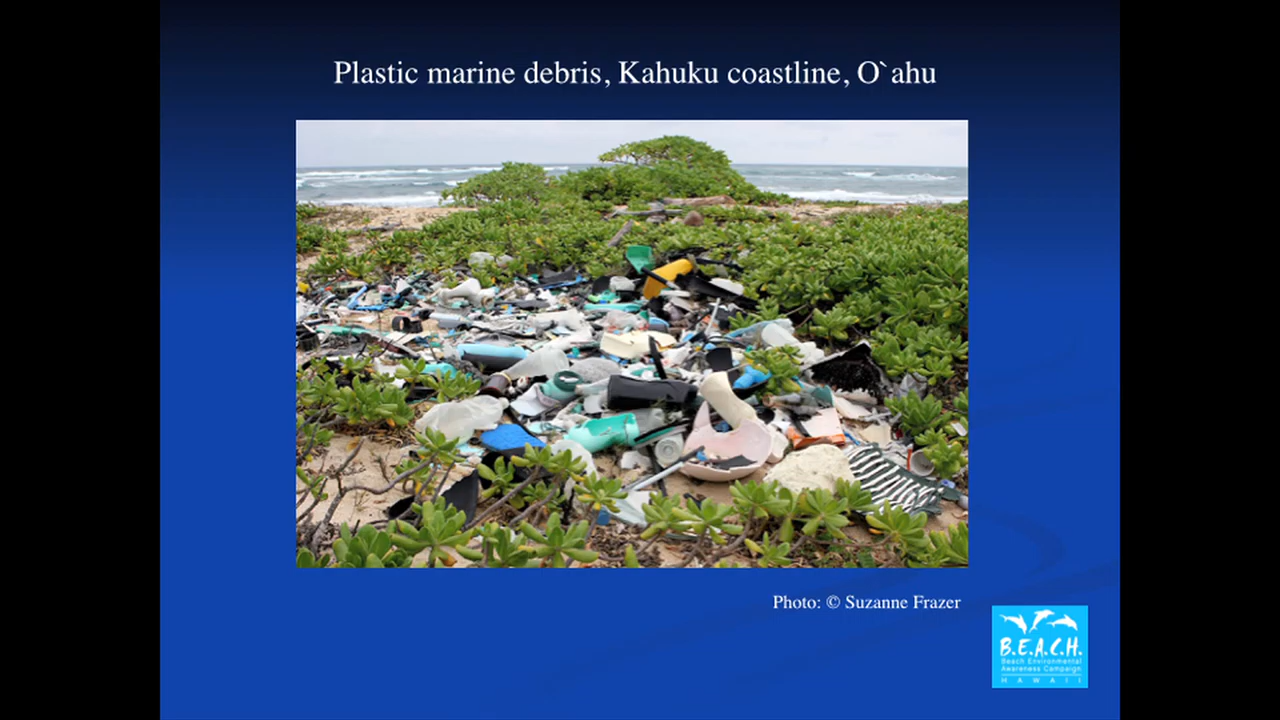 Plastic marine debris, Kahuku coastline, O`ahu
Photo: © Suzanne Frazer
B.E.A.C.H.
Beach Environmental
Awareness Campaign
HAWAII